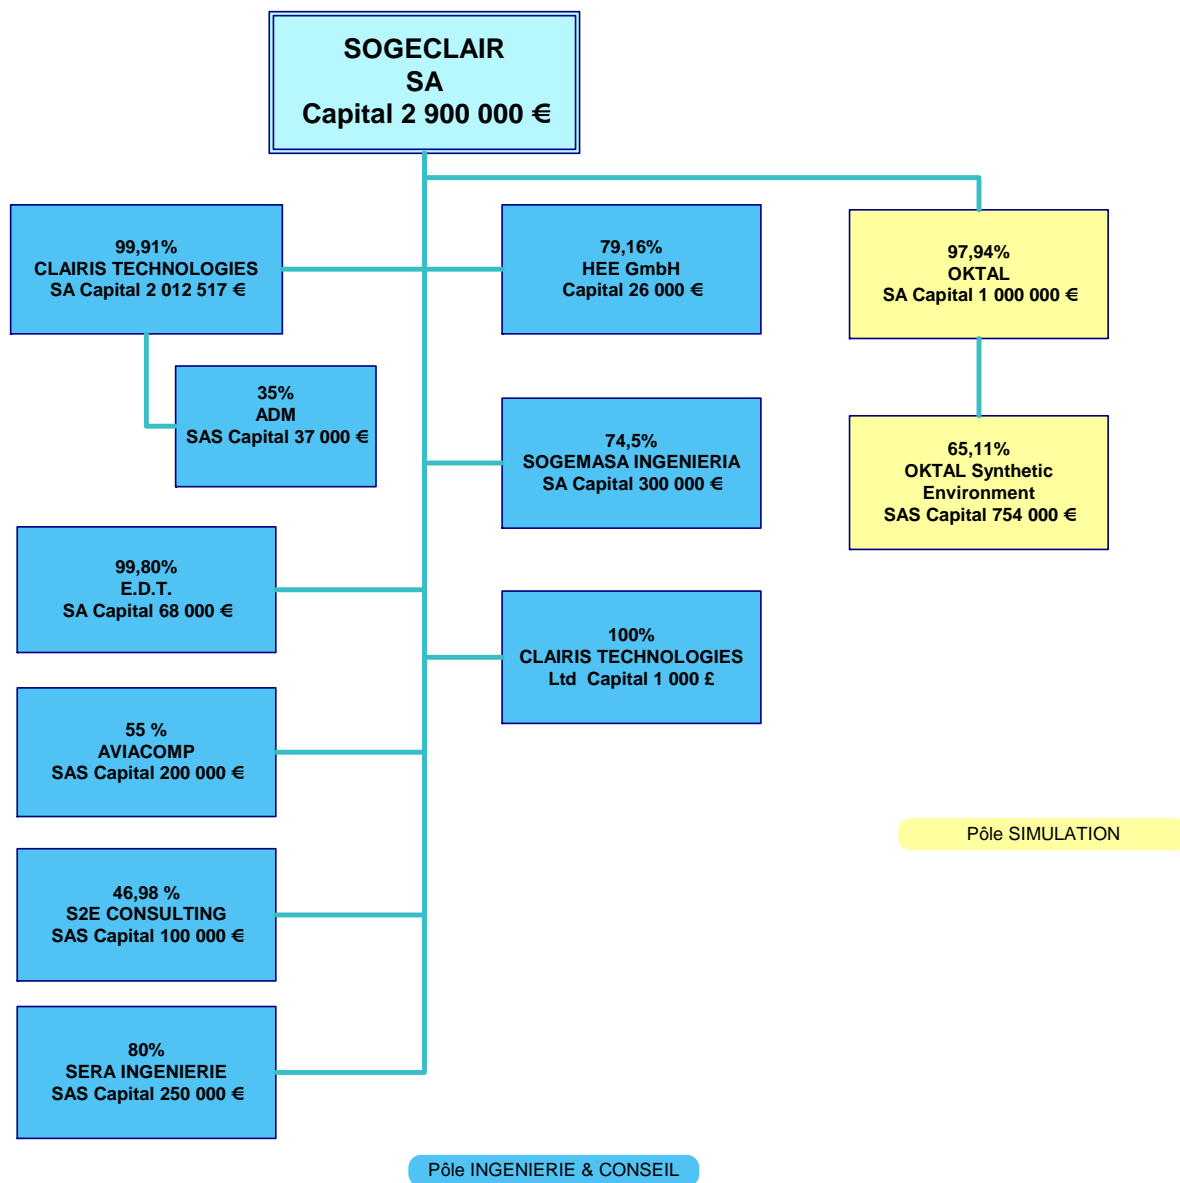 SOGECLAIR
SA
Capital 2 900 000 €
99,91%
CLAIRIS TECHNOLOGIES
SA Capital 2 012 517 €
79,16%
HEE GmbH
Capital 26 000 €
97,94%
OKTAL
SA Capital 1 000 000 €
35%
ADM
SAS Capital 37 000 €
74,5%
SOGEMASA INGENIERIA
SA Capital 300 000 €
65,11%
OKTAL Synthetic
Environment
SAS Capital 754 000 €
99,80%
E.D.T.
SA Capital 68 000 €
100%
CLAIRIS TECHNOLOGIES
Ltd Capital 1 000 £
55 %
AVIACOMP
SAS Capital 200 000 €
Pôle SIMULATION
46,98 %
S2E CONSULTING
SAS Capital 100 000 €
80%
SERA INGENIERIE
SAS Capital 250 000 €
Pôle INGENIERIE & CONSEIL